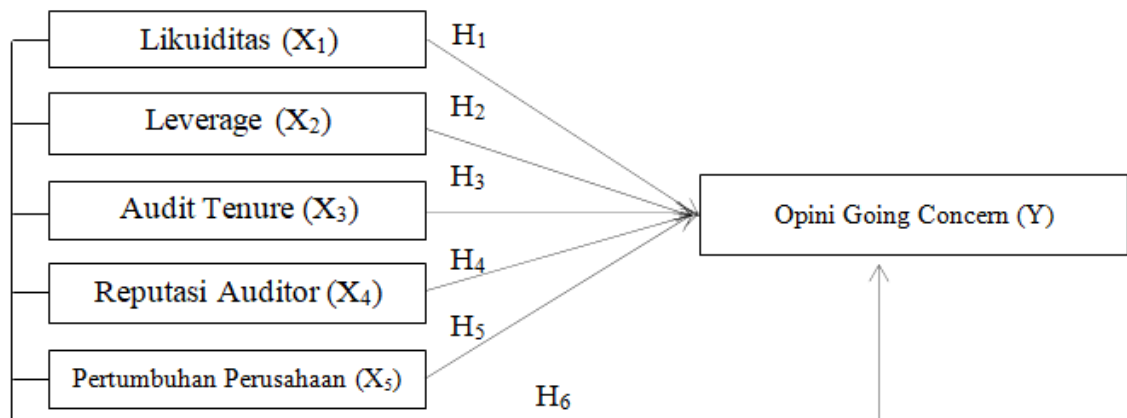 Likuiditas (X₁)
H₁
Leverage (X₂)
H₂
Audit Tenure (X₃)
H₃
Opini Going Concern (Y)
Reputasi Auditor (X₄)
H₄
Pertumbuhan Perusahaan (X₅)
H₅
H₆